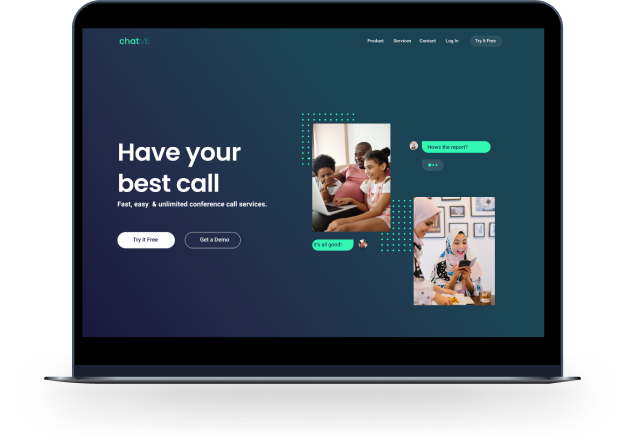 chatME
Product Services Contact Log In Try it Free
Have your
best call
Fast, easy & unlimited conference call services.
Try it Free
Get a Demo
Hows the report?
it's all good!